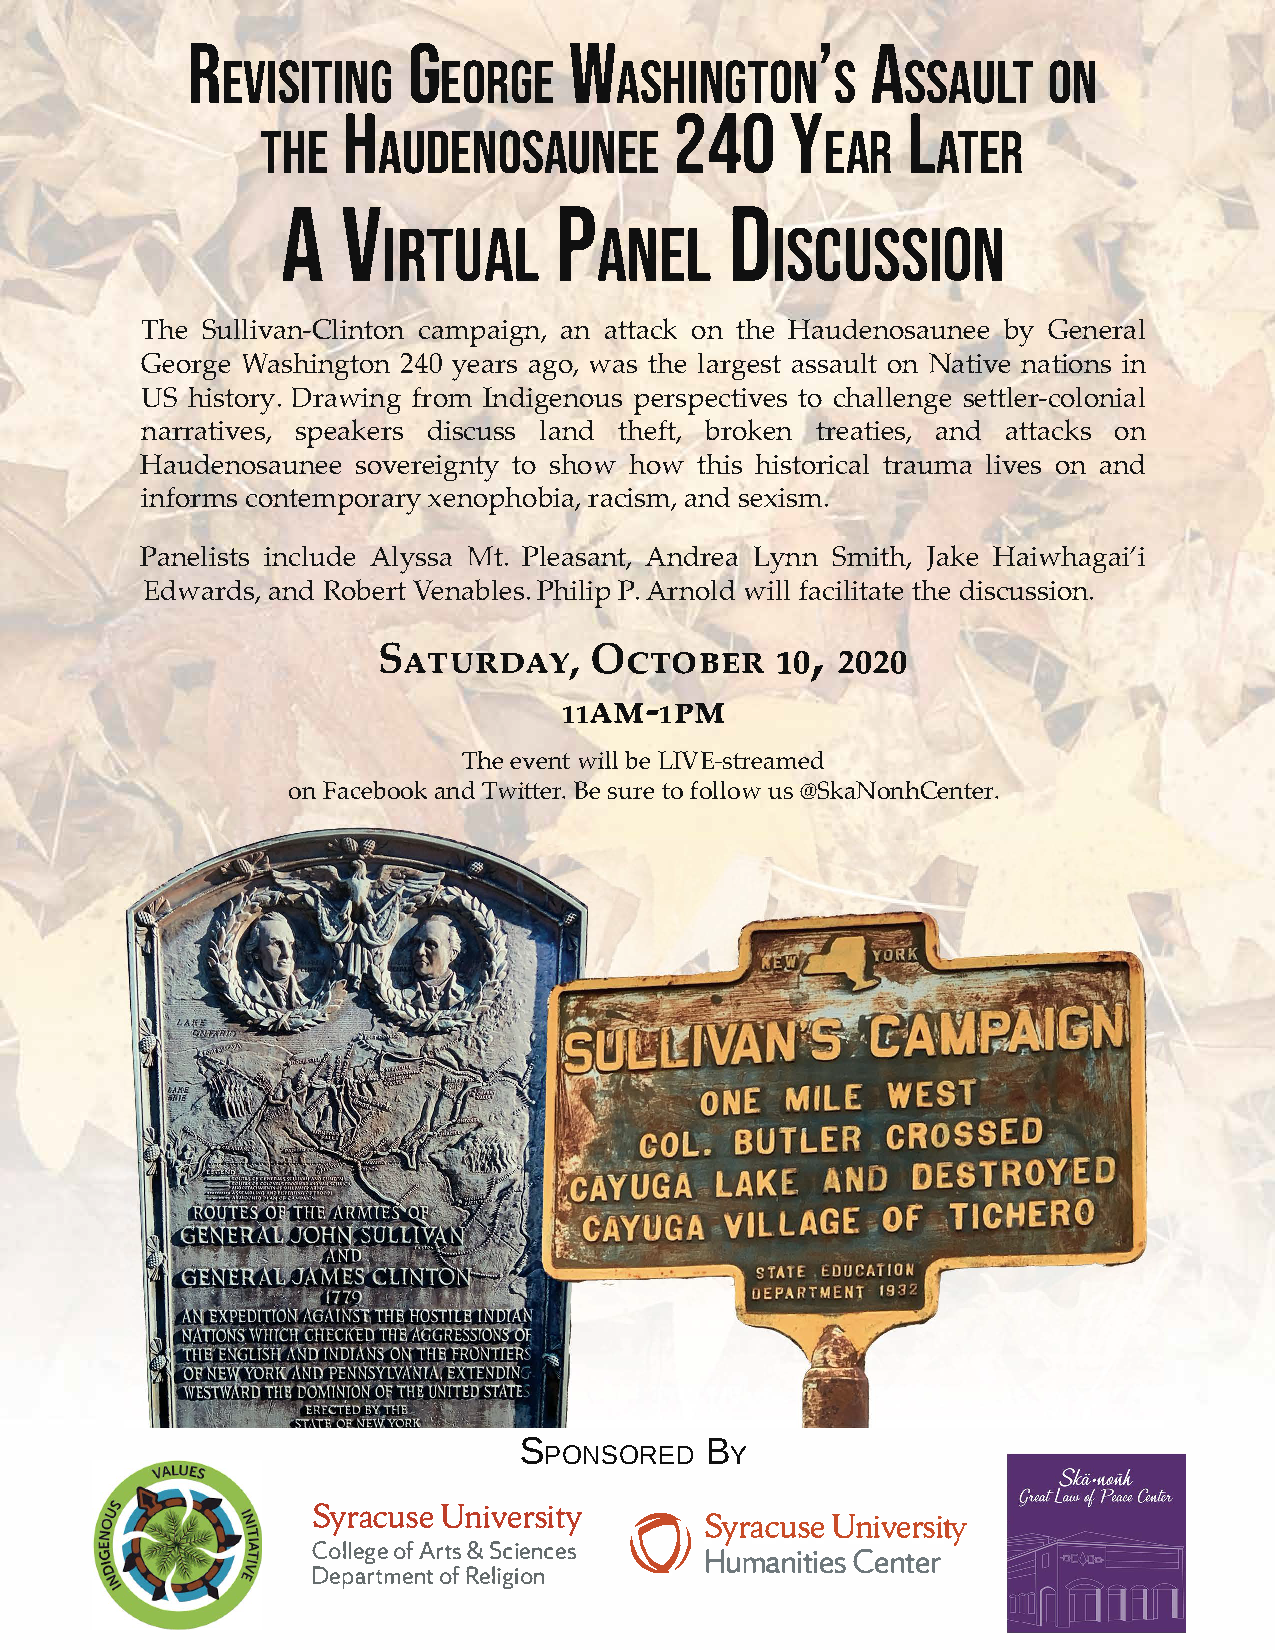 Revisiting George Washington's Assault on
the Haudenosaunee 240 Year Later
A Virtual Panel Discussion
The Sullivan-Clinton campaign, an attack on the Haudenosaunee by General
George Washington 240 years ago, was the largest assault on Native nations in
US history. Drawing from Indigenous perspectives to challenge settler-colonial
narratives, speakers discuss land theft, broken treaties, and attacks on
Haudenosaunee sovereignty to show how this historical trauma lives on and
informs contemporary xenophobia, racism, and sexism.
Panelists include Alyssa Mt. Pleasant, Andrea Lynn Smith, Jake Haiwhagai'i
Edwards, and Robert Venables. Philip P. Arnold will facilitate the discussion.
Saturday, October 10, 2020
11AM-1PM
The event will be LIVE-streamed
on Facebook and Twitter. Be sure to follow us @SkaNonhCenter.
LAKE
ONTARIO
LAKE
ERIE
ROUTES OF THE ARMIES OF
GENERAL JOHN SULLIVAN
AND
GENERAL JAMES CLINTON
1779
AN EXPEDITION AGAINST THE HOSTILE INDIAN
NATIONS WHICH CHECKED THE AGGRESSIONS OF
THE ENGLISH AND INDIANS ON THE FRONTIERS
OF NEW YORK AND PENNSYLVANIA, EXTENDING
WESTWARD THE DOMINION OF THE UNITED STATES
ERECTED BY THE
STATE OF NEW YORK
NEW YORK
SULLIVAN'S CAMPAIGN
ONE MILE WEST
COL. BUTLER CROSSED
CAYUGA LAKE AND DESTROYED
CAYUGA VILLAGE OF TICHERO
STATE EDUCATION
DEPARTMENT 1932
Sponsored By
INDIGENOUS VALUES INITIATIVE
Syracuse University
College of Arts & Sciences
Department of Religion
Syracuse University
Humanities Center
Skä•noñh
Great Law of Peace Center